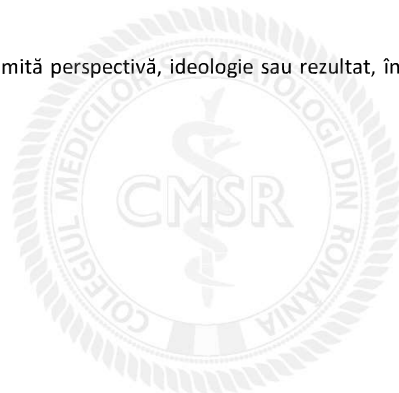 mită perspectivă, ideologie sau rezultat, în
COLEGIUL MEDICILOR STOMATOLOGI DIN ROMANIA
CMSR